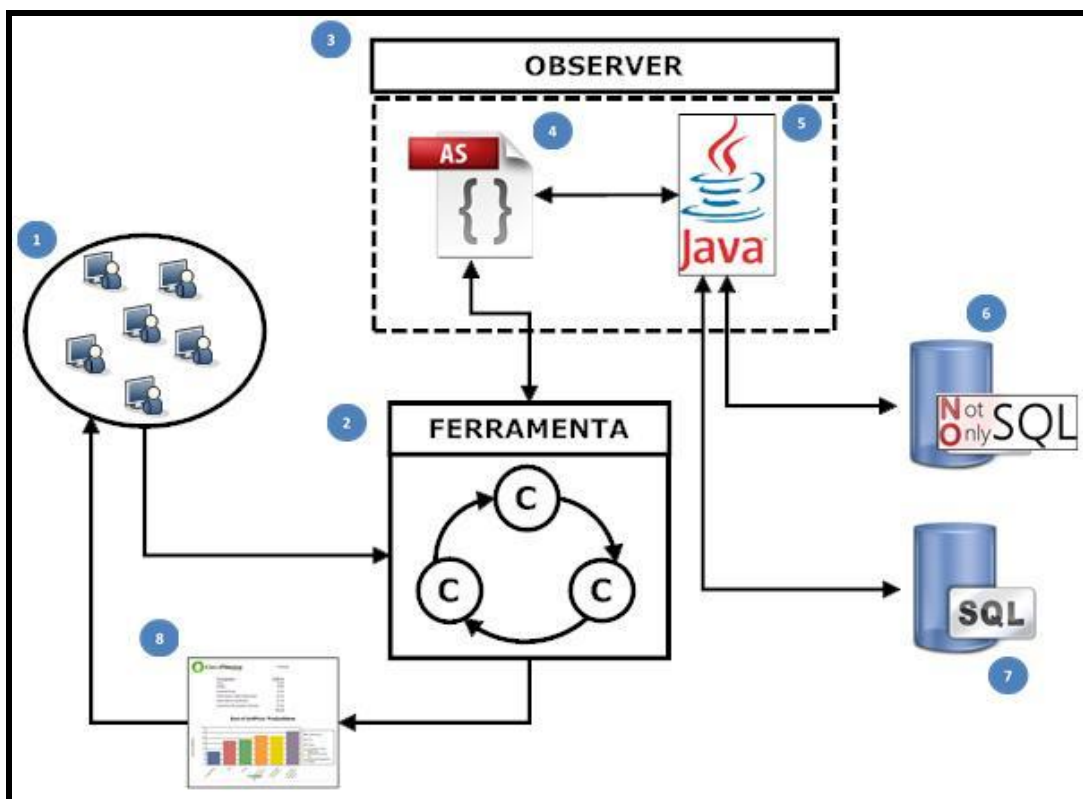 3
OBSERVER
4
5
AS
{ }
Java
1
6
Not
Only SQL
2
FERRAMENTA
C
C
C
SQL
7
8